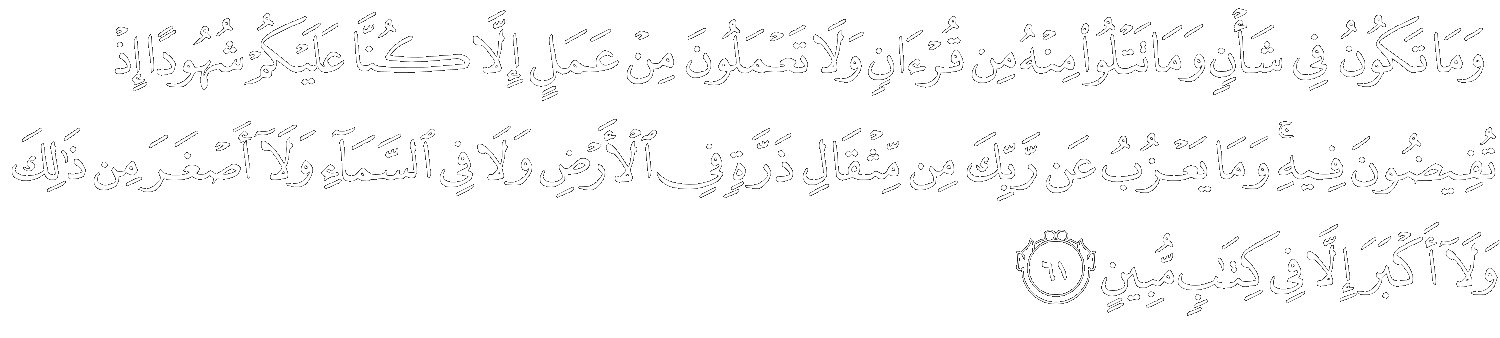 وَمَا تَكُونُ فِى شَأْنٍ وَمَا تَتْلُوا۟ مِنْهُ مِن قُرْءَانٍ وَلَا تَعْمَلُونَ مِنْ عَمَلٍ إِلَّا كُنَّا عَلَيْكُمْ شُهُودًا إِذْ
تُفِيضُونَ فِيهِ ۚ وَمَا يَعْزُبُ عَن رَّبِّكَ مِن مِّثْقَالِ ذَرَّةٍ فِى ٱلْأَرْضِ وَلَا فِى ٱلسَّمَآءِ وَلَآ أَصْغَرَ مِن ذَٰلِكَ
وَلَآ أَكْبَرَ إِلَّا فِى كِتَـٰبٍ مُّبِينٍ ٦١